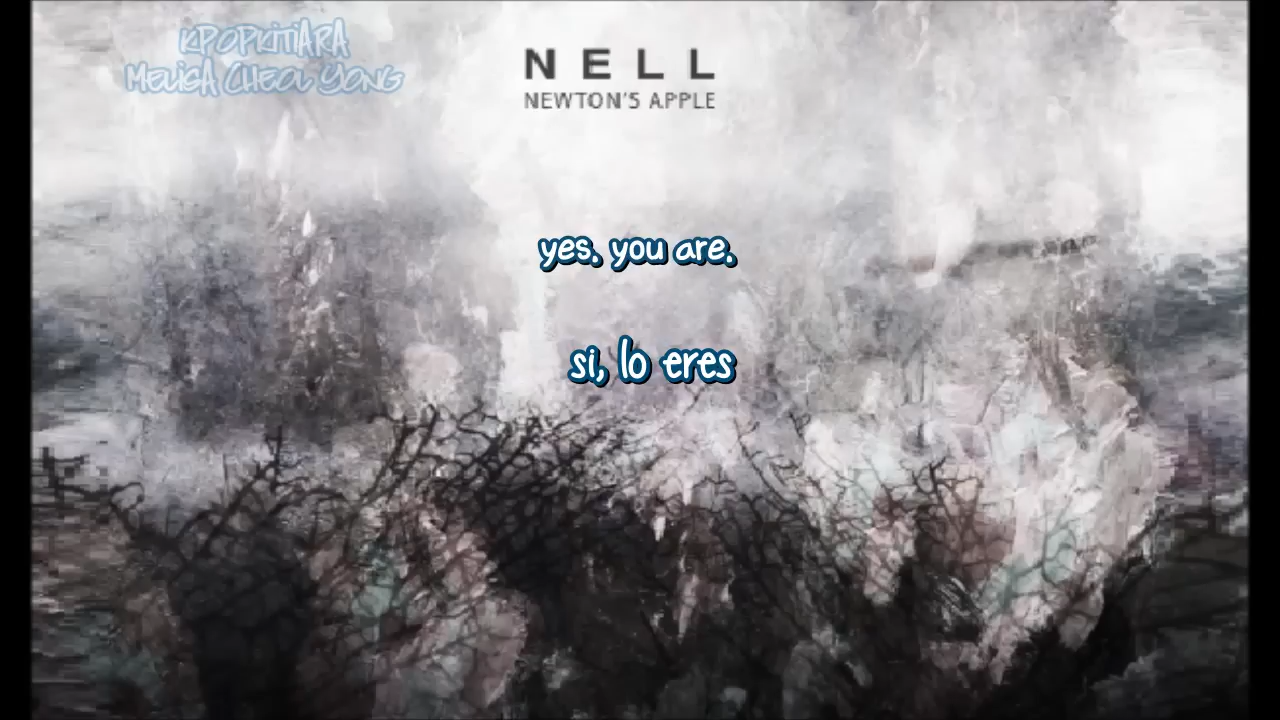 KPOPKITIARA
MELISA CHEOL YONG
NELL
NEWTON'S APPLE
yes. you are.
si, lo eres